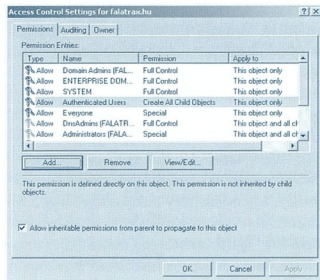 Access Control Settings for falatrax.hu
Permissions Auditing Owner
Permission Entries:
Type Name Permission Apply to
Allow Domain Admins (FAL... Full Control This object only
Allow ENTERPRISE DOM... Full Control This object only
Allow SYSTEM Full Control This object only
Allow Authenticated Users Create All Child Objects This object only
Allow Everyone Special This object only
Allow DnsAdmins (FALATR... Full Control This object and all ch
Allow Administrators (FALA... Special This object and all ch
Add... Remove View/Edit...
This permission is defined directly on this object. This permission is not inherited by child
objects.
Allow inheritable permissions from parent to propagate to this object
OK Cancel Apply